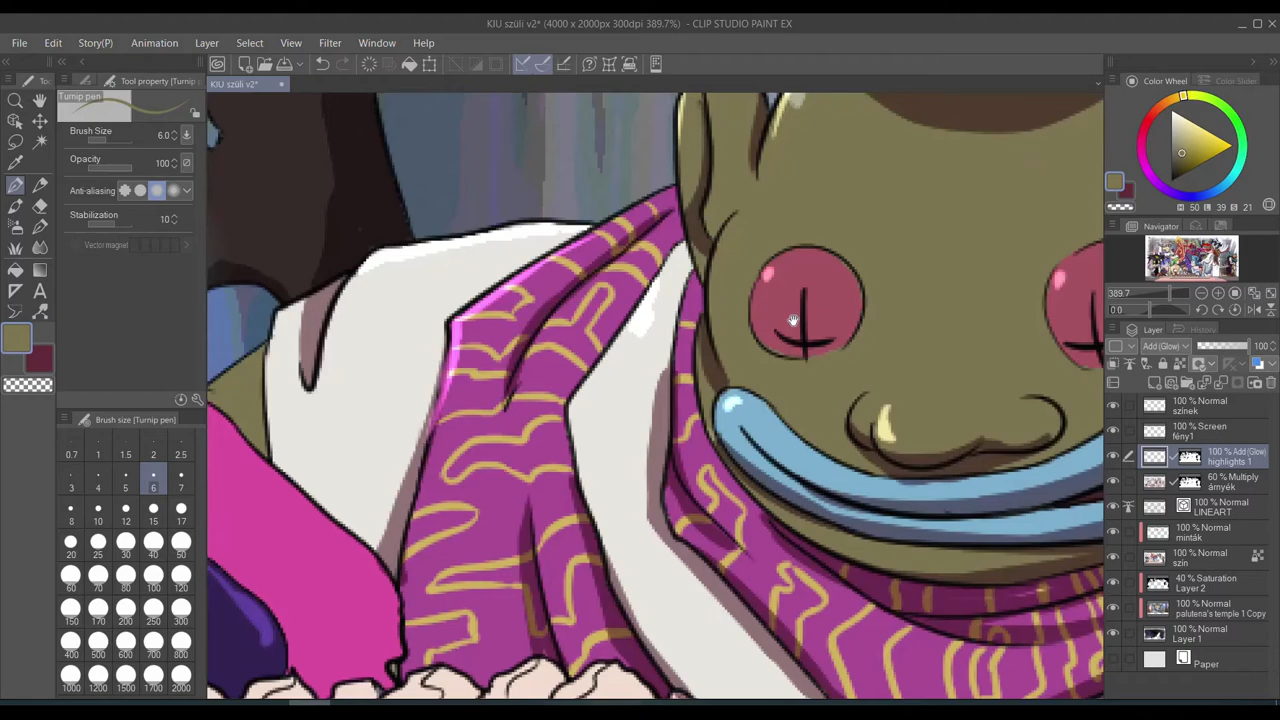 KIU szüli v2* (4000 x 2000px 300dpi 389.7%) - CLIP STUDIO PAINT EX
File Edit Story(P) Animation Layer Select View Filter Window Help
KIU szüli v2*
Tool property [Turnip pen]
Turnip pen
Brush Size 6.0
Opacity 100
Anti-aliasing
Stabilization 10
Vector magnet
Brush size [Turnip pen]
0.7 1 1.5 2 2.5
3 4 5 6 7
8 10 12 15 17
20 25 30 40 50
60 70 80 100 120
150 170 200 250 300
400 500 600 700 800
1000 1200 1500 1700 2000
Color Wheel Color Slider
H 50 L 39 S 21
Navigator
389.7
0.0
Layer History
Add (Glow) 100
100 % Normal
színek
100 % Screen
fény1
100 % Add (Glow)
highlights 1
60 % Multiply
árnyék
100 % Normal
LINEART
100 % Normal
minták
100 % Normal
szín
40 % Saturation
Layer 2
100 % Normal
palutena's temple 1 Copy
100 % Normal
Layer 1
Paper